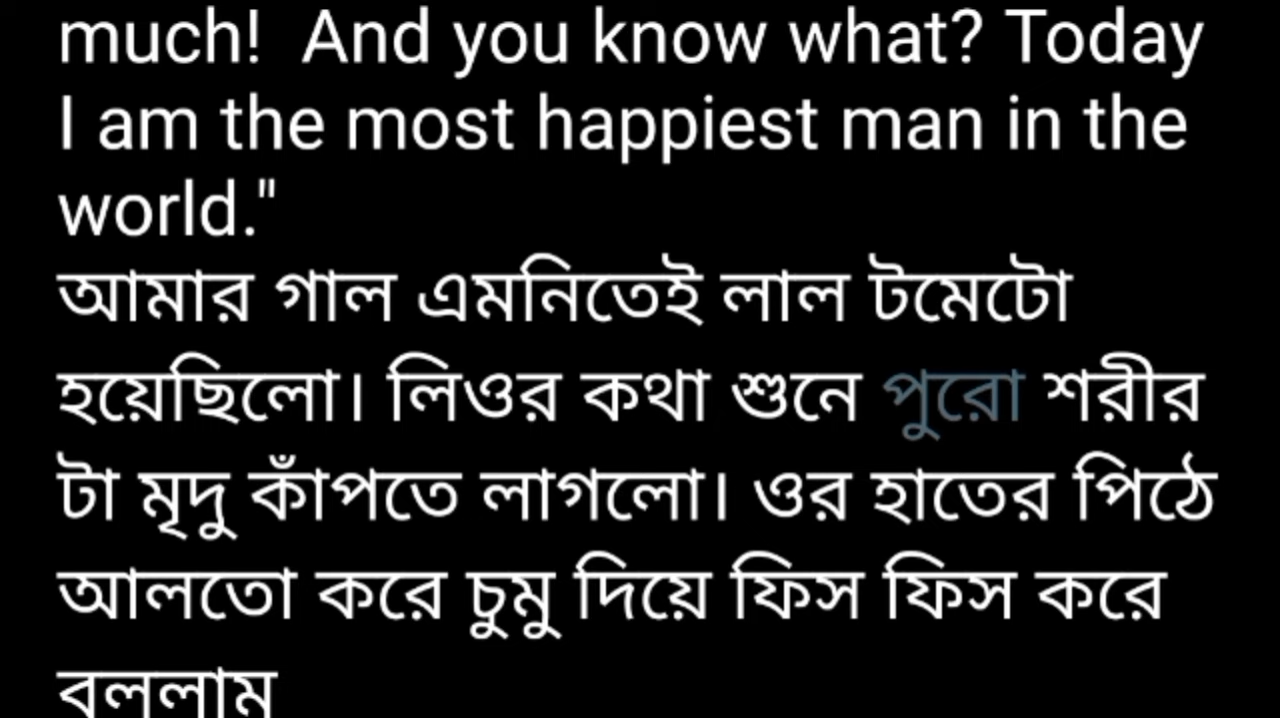 much!  And you know what? Today
I am the most happiest man in the
world."
আমার গাল এমনিতেই লাল টমেটো
হয়েছিলো। লিওর কথা শুনে পুরো শরীর
টা মৃদু কাঁপতে লাগলো। ওর হাতের পিঠে
আলতো করে চুমু দিয়ে ফিস ফিস করে
বললাম